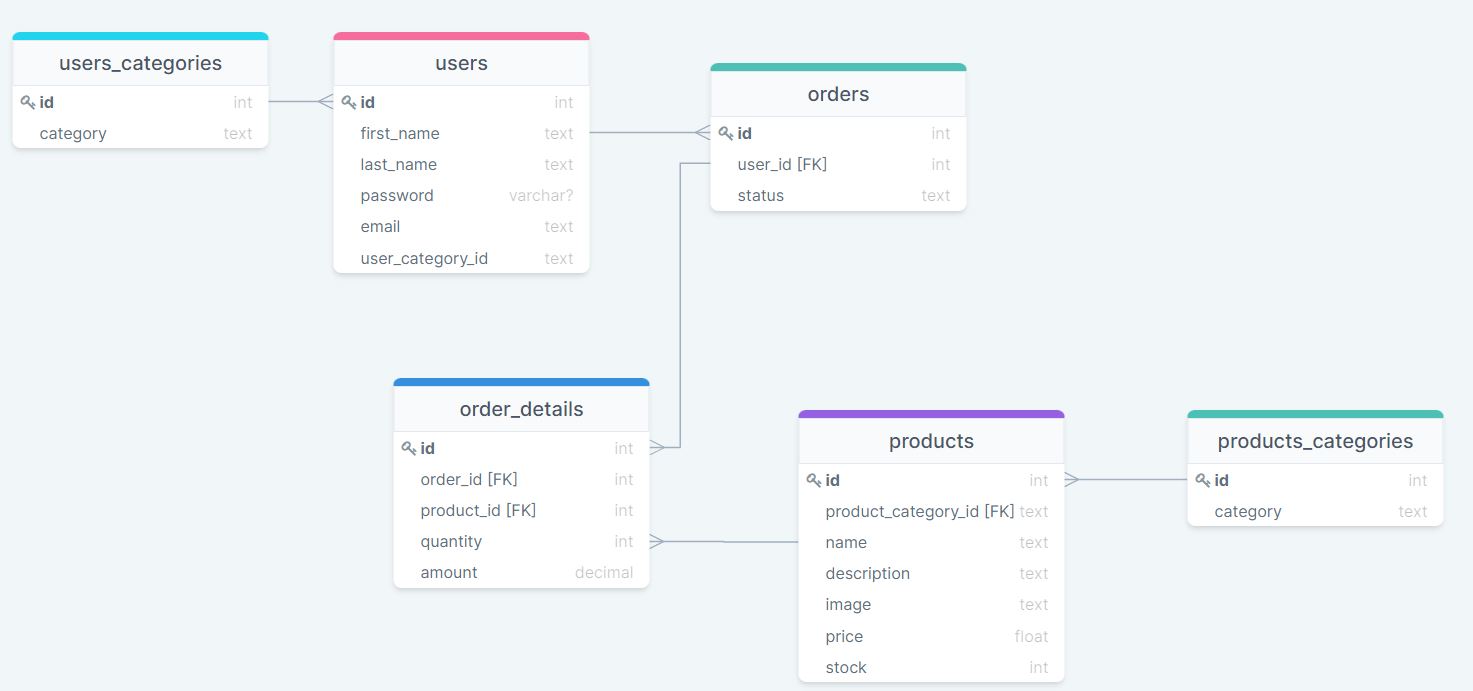 users_categories
id int
category text
users
id int
first_name text
last_name text
password varchar?
email text
user_category_id text
orders
id int
user_id [FK] int
status text
order_details
id int
order_id [FK] int
product_id [FK] int
quantity int
amount decimal
products
id int
product_category_id [FK] text
name text
description text
image text
price float
stock int
products_categories
id int
category text